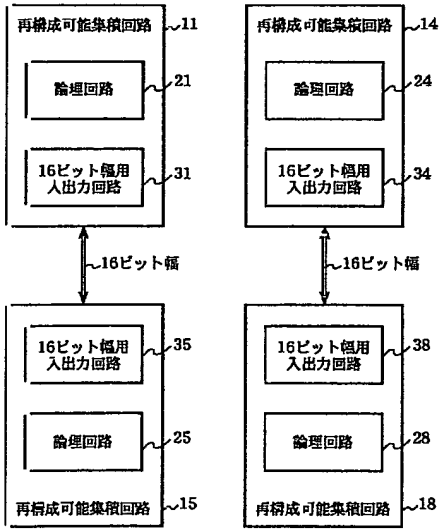 再構成可能集積回路 11
論理回路 21
16ビット幅用
入出力回路 31
再構成可能集積回路 14
論理回路 24
16ビット幅用
入出力回路 34
16ビット幅
16ビット幅
16ビット幅用
入出力回路 35
論理回路 25
再構成可能集積回路 15
16ビット幅用
入出力回路 38
論理回路 28
再構成可能集積回路 18